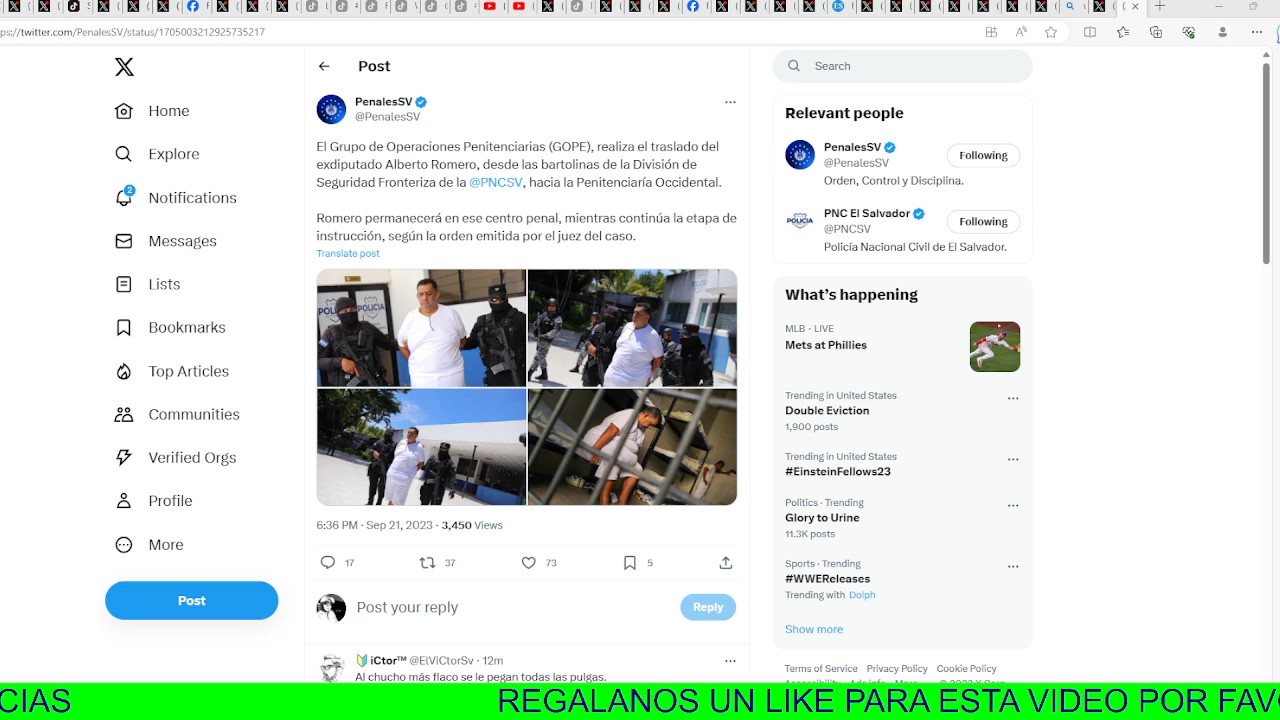 ps://twitter.com/PenalesSV/status/1705003212925735217
Home
Explore
2
Notifications
Messages
Lists
Bookmarks
Top Articles
Communities
Verified Orgs
Profile
More
Post
Post
PenalesSV
@PenalesSV
El Grupo de Operaciones Penitenciarias (GOPE), realiza el traslado del
exdiputado Alberto Romero, desde las bartolinas de la División de
Seguridad Fronteriza de la @PNCSV, hacia la Penitenciaría Occidental.
Romero permanecerá en ese centro penal, mientras continúa la etapa de
instrucción, según la orden emitida por el juez del caso.
Translate post
POLICIA
6:36 PM · Sep 21, 2023 · 3,450 Views
17 37 73 5
Post your reply
Reply
iCtor™ @ElViCtorSv · 12m
Al chucho más flaco se le pegan todas las pulgas.
Search
Relevant people
PenalesSV
@PenalesSV
Following
Orden, Control y Disciplina.
POLICIA
PNC El Salvador
@PNCSV
Following
Policía Nacional Civil de El Salvador.
What's happening
MLB · LIVE
Mets at Phillies
Trending in United States
Double Eviction
1,900 posts
Trending in United States
#EinsteinFellows23
Politics · Trending
Glory to Urine
11.3K posts
Sports · Trending
#WWEReleases
Trending with Dolph
Show more
Terms of Service Privacy Policy Cookie Policy
CIAS REGALANOS UN LIKE PARA ESTA VIDEO POR FAVO